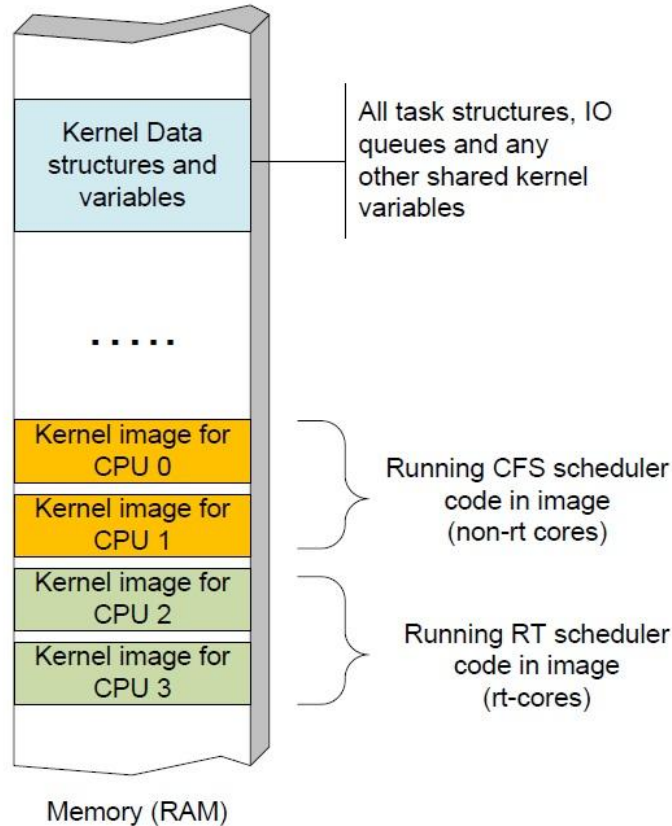 Kernel Data
structures and
variables
All task structures, IO
queues and any
other shared kernel
variables
.....
Kernel image for
CPU 0
Kernel image for
CPU 1
Running CFS scheduler
code in image
(non-rt cores)
Kernel image for
CPU 2
Kernel image for
CPU 3
Running RT scheduler
code in image
(rt-cores)
Memory (RAM)